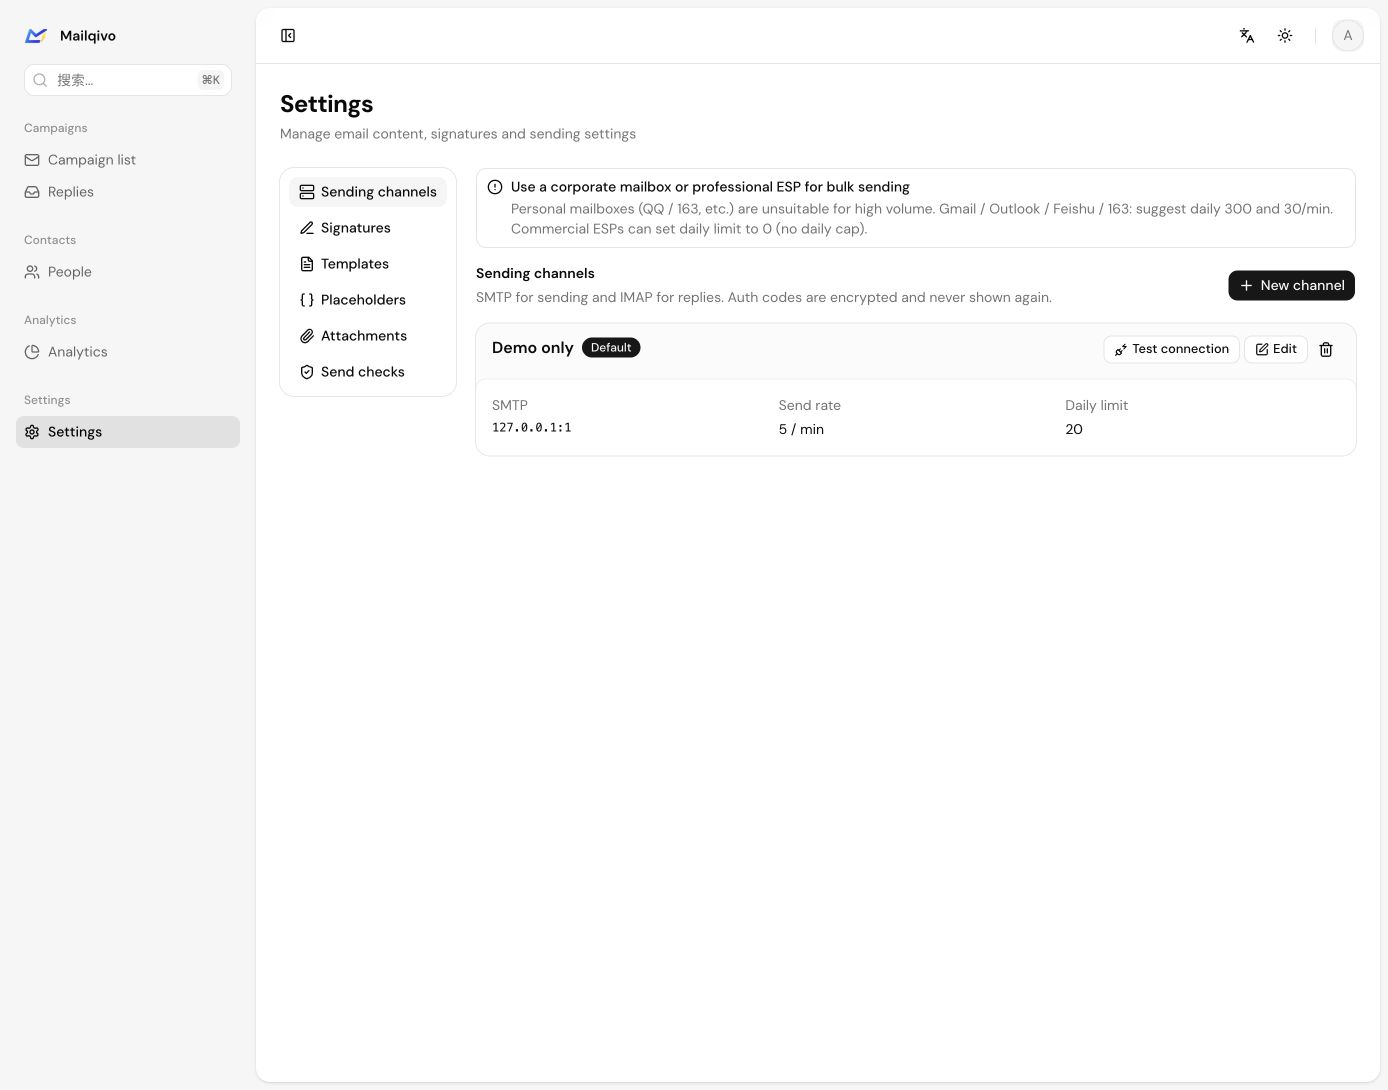 Mailqivo
搜索...
⌘K
Campaigns
Campaign list
Replies
Contacts
People
Analytics
Analytics
Settings
Settings
A
Settings
Manage email content, signatures and sending settings
Sending channels
Signatures
Templates
Placeholders
Attachments
Send checks
Use a corporate mailbox or professional ESP for bulk sending
Personal mailboxes (QQ / 163, etc.) are unsuitable for high volume. Gmail / Outlook / Feishu / 163: suggest daily 300 and 30/min.
Commercial ESPs can set daily limit to 0 (no daily cap).
Sending channels
SMTP for sending and IMAP for replies. Auth codes are encrypted and never shown again.
New channel
Demo only
Default
Test connection
Edit
SMTP
127.0.0.1:1
Send rate
5 / min
Daily limit
20